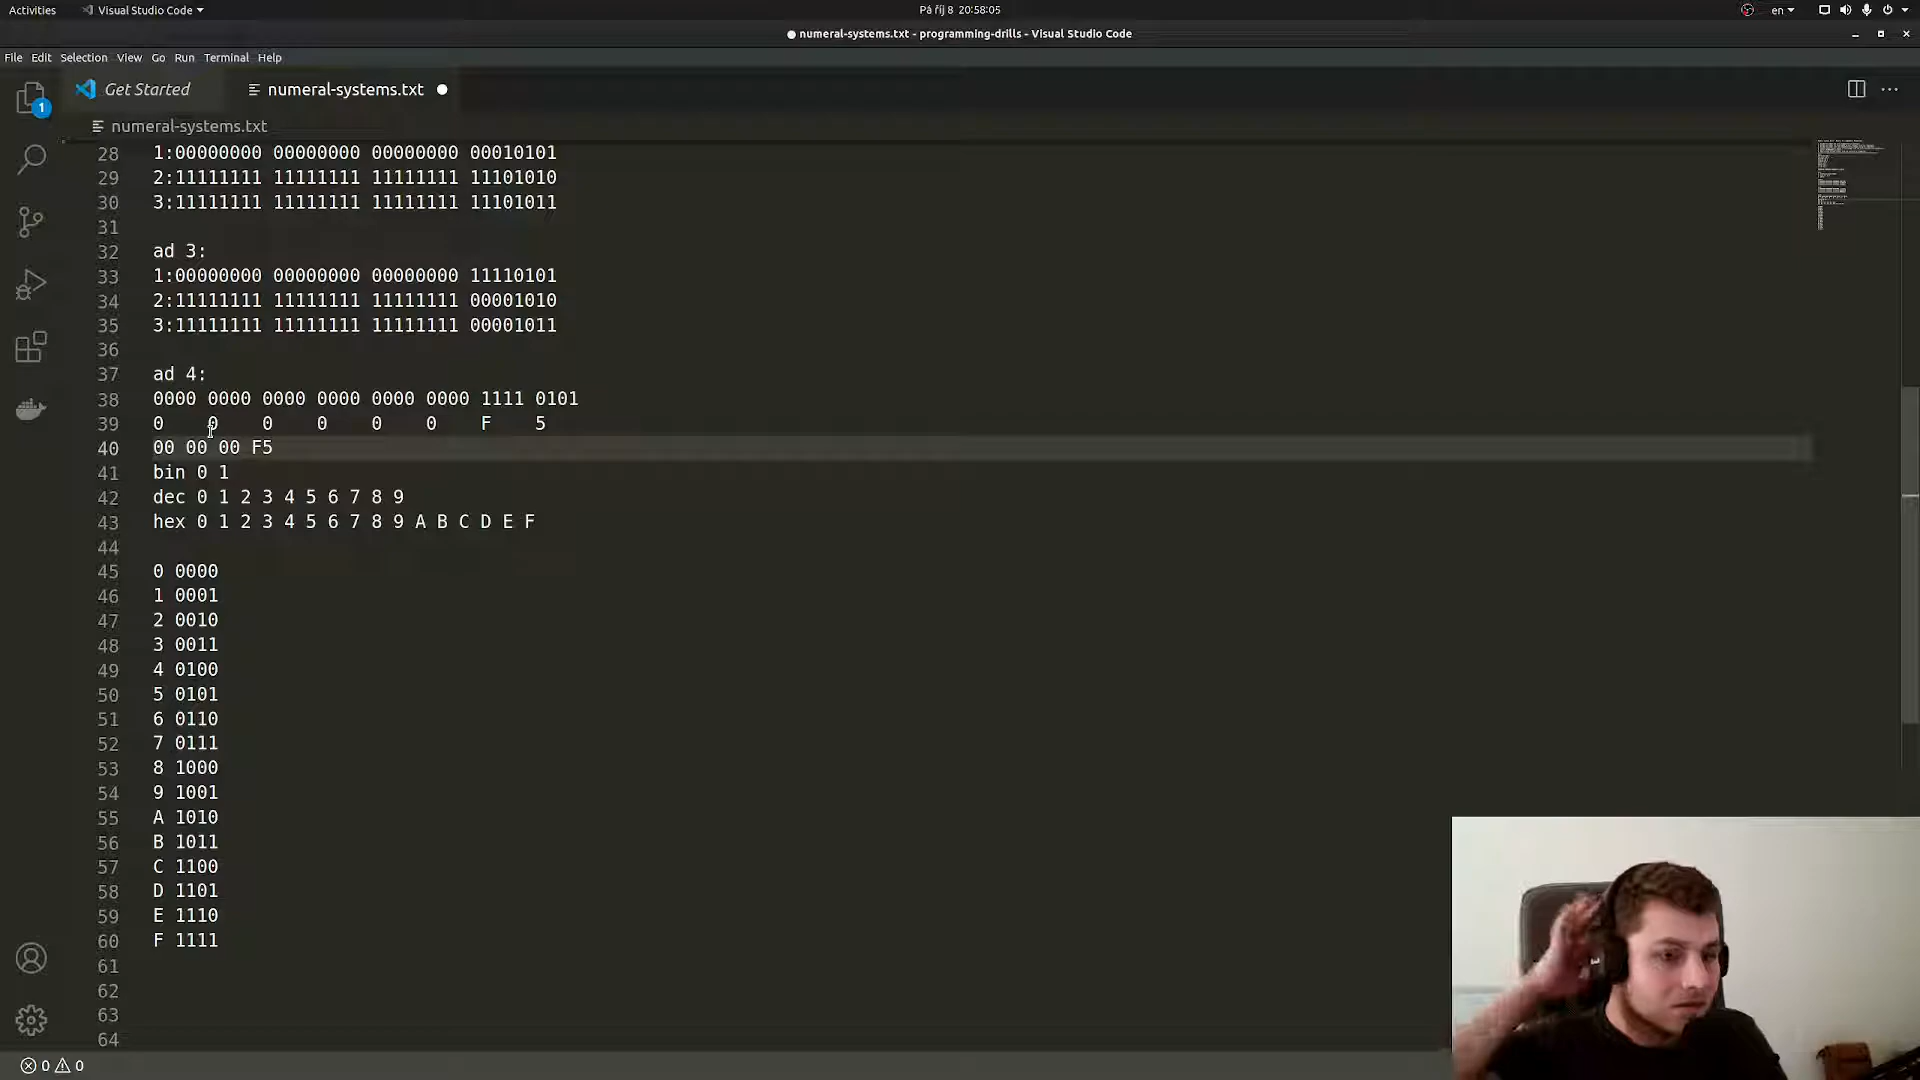 Activities Visual Studio Code Pá říj 8 20:58:05 en
numeral-systems.txt - programming-drills - Visual Studio Code
File Edit Selection View Go Run Terminal Help
1 Get Started numeral-systems.txt
numeral-systems.txt
28 1:00000000 00000000 00000000 00010101
29 2:11111111 11111111 11111111 11101010
30 3:11111111 11111111 11111111 11101011
31
32 ad 3:
33 1:00000000 00000000 00000000 11110101
34 2:11111111 11111111 11111111 00001010
35 3:11111111 11111111 11111111 00001011
36
37 ad 4:
38 0000 0000 0000 0000 0000 0000 1111 0101
39 0 0 0 0 0 0 F 5
40 00 00 00 F5
41 bin 0 1
42 dec 0 1 2 3 4 5 6 7 8 9
43 hex 0 1 2 3 4 5 6 7 8 9 A B C D E F
44
45 0 0000
46 1 0001
47 2 0010
48 3 0011
49 4 0100
50 5 0101
51 6 0110
52 7 0111
53 8 1000
54 9 1001
55 A 1010
56 B 1011
57 C 1100
58 D 1101
59 E 1110
60 F 1111
61
62
63
64
0 0